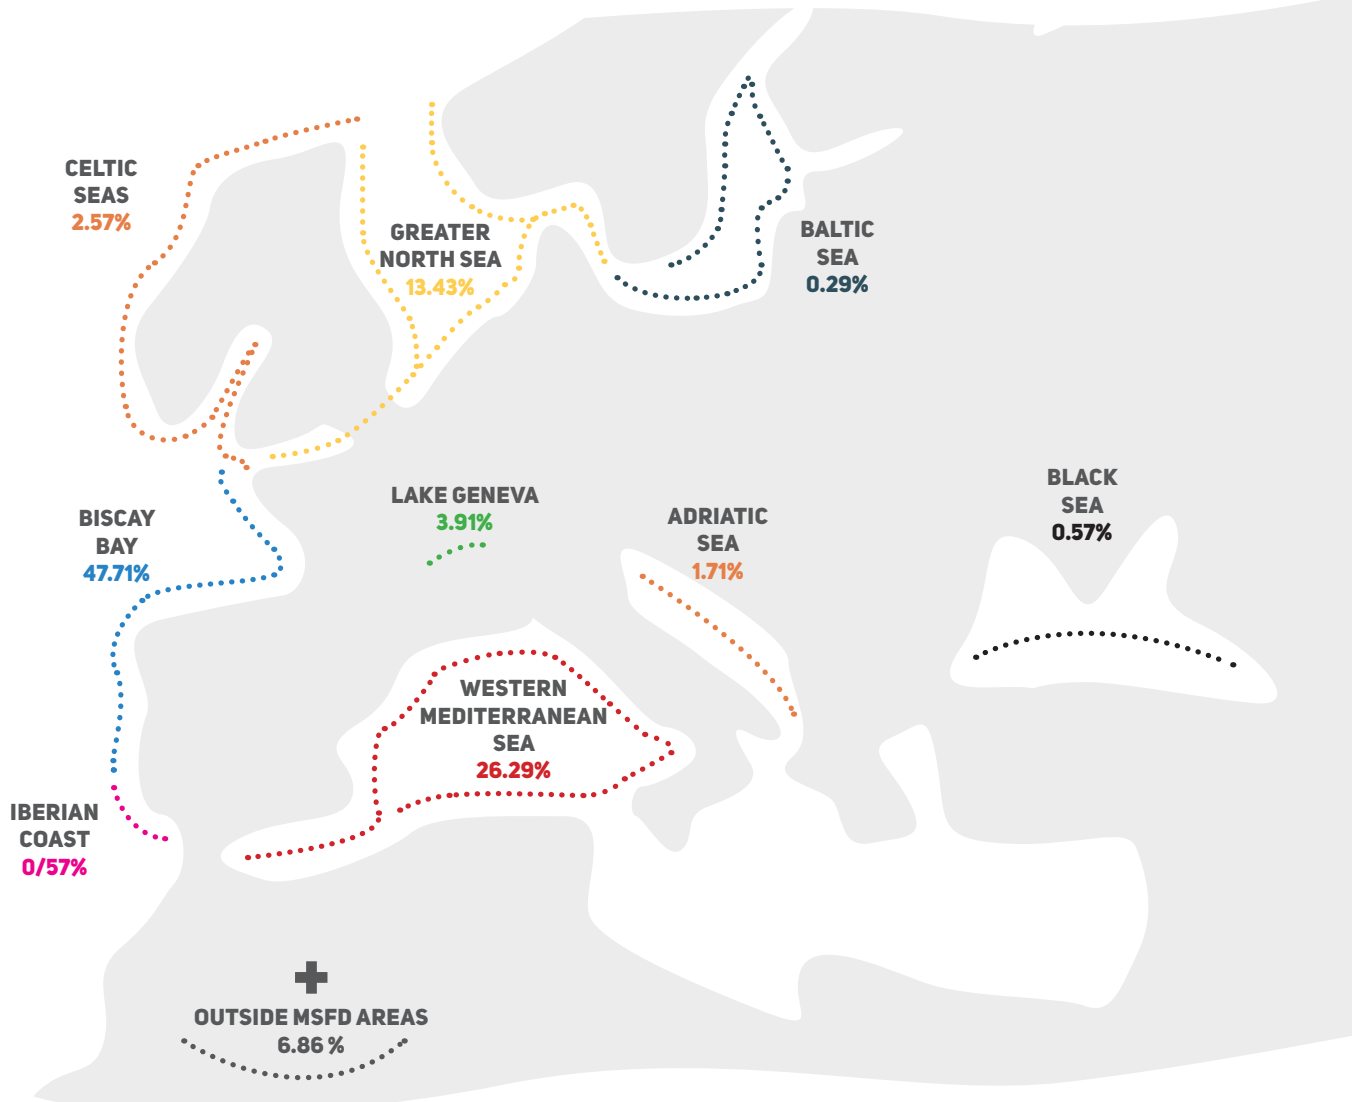 CELTIC
SEAS
2.57%
GREATER
NORTH SEA
13.43%
BALTIC
SEA
0.29%
BISCAY
BAY
47.71%
LAKE GENEVA
3.91%
ADRIATIC
SEA
1.71%
BLACK
SEA
0.57%
WESTERN
MEDITERRANEAN
SEA
26.29%
IBERIAN
COAST
0/57%
OUTSIDE MSFD AREAS
6.86 %